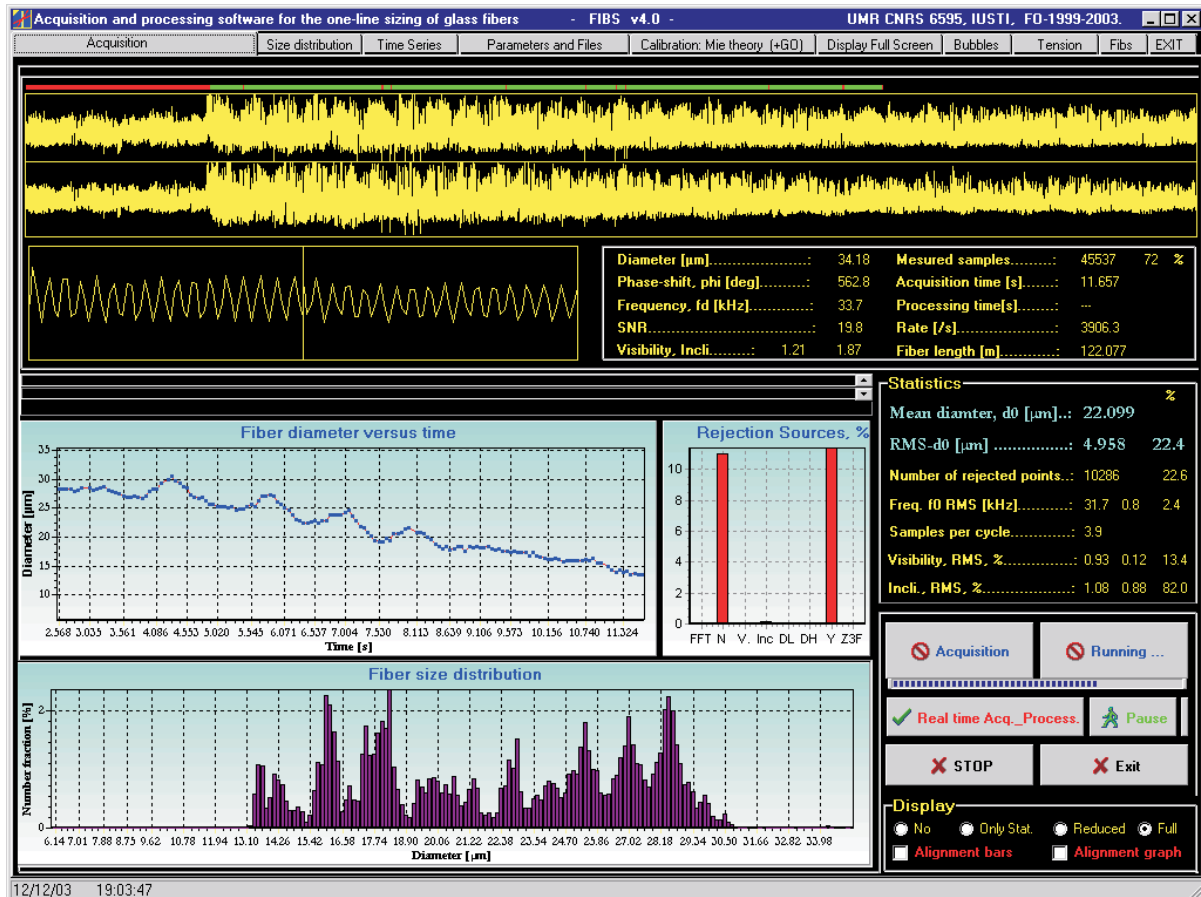 Acquisition and processing software for the one-line sizing of glass fibers - FIBS v4.0 - UMR CNRS 6595, IUSTI, FO-1999-2003.
Acquisition Size distribution Time Series Parameters and Files Calibration: Mie theory (+GO) Display Full Screen Bubbles Tension Fibs EXIT
Diameter [µm]....................: 34.18 Mesured samples........: 45537 72 %
Phase-shift, phi [deg]..........: 562.8 Acquisition time [s]......: 11.657
Frequency, fd [kHz]............: 33.7 Processing time[s].......: ---
SNR..................................: 19.8 Rate [/s]...................: 3906.3
Visibility, Incli.........: 1.21 1.87 Fiber length [m]...........: 122.077
Statistics
%
Mean diamter, d0 [µm]..: 22.099
RMS-d0 [µm] ...............: 4.958 22.4
Number of rejected points..: 10286 22.6
Freq. f0 RMS [kHz]............: 31.7 0.8 2.4
Samples per cycle..............: 3.9
Visibility, RMS, %..............: 0.93 0.12 13.4
Incli., RMS, %...................: 1.08 0.88 82.0
Fiber diameter versus time
35
30
25
20
15
10
Diameter [µm]
2.568 3.035 3.561 4.086 4.553 5.020 5.545 6.071 6.537 7.004 7.530 8.113 8.639 9.106 9.573 10.156 10.740 11.324
Time [s]
Rejection Sources, %
10
8
6
4
2
0
FFT N V. Inc DL DH Y Z3F
Acquisition Running ...
Real time Acq._Process. Pause
STOP Exit
Fiber size distribution
2
0
Number fraction [%]
6.14 7.01 7.88 8.75 9.62 10.78 11.94 13.10 14.26 15.42 16.58 17.74 18.90 20.06 21.22 22.38 23.54 24.70 25.86 27.02 28.18 29.34 30.50 31.66 32.82 33.98
Diameter [µm]
Display
No Only Stat. Reduced Full
Alignment bars Alignment graph
12/12/03 19:03:47